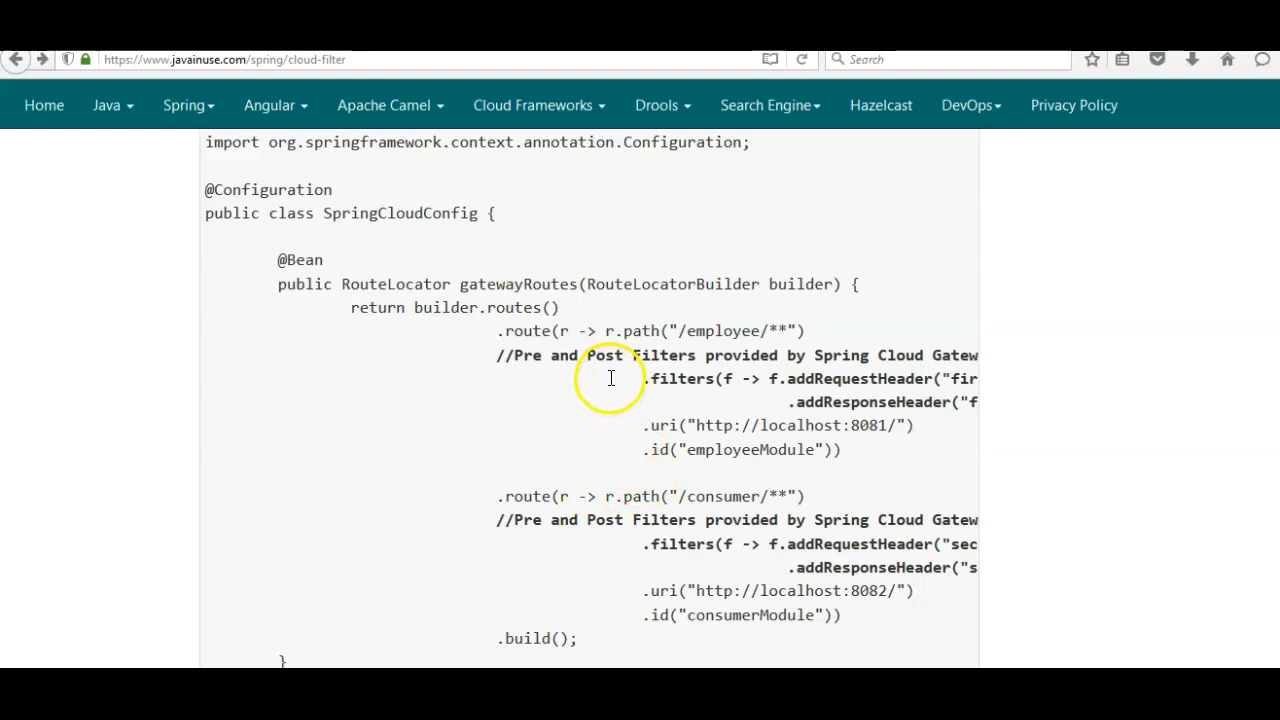 https://www.javainuse.com/spring/cloud-filter
Search
Home Java Spring Angular Apache Camel Cloud Frameworks Drools Search Engine Hazelcast DevOps Privacy Policy
import org.springframework.context.annotation.Configuration;
@Configuration
public class SpringCloudConfig {
@Bean
public RouteLocator gatewayRoutes(RouteLocatorBuilder builder) {
return builder.routes()
.route(r -> r.path("/employee/**")
//Pre and Post Filters provided by Spring Cloud Gatew
.filters(f -> f.addRequestHeader("fir
.addResponseHeader("f
.uri("http://localhost:8081/")
.id("employeeModule"))
.route(r -> r.path("/consumer/**")
//Pre and Post Filters provided by Spring Cloud Gatew
.filters(f -> f.addRequestHeader("sec
.addResponseHeader("s
.uri("http://localhost:8082/")
.id("consumerModule"))
.build();
}